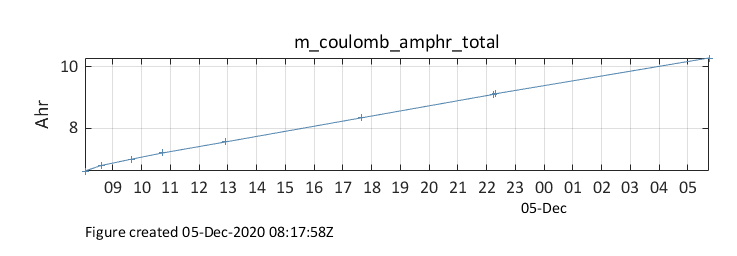 m_coulomb_amphr_total
Ahr
10
8
09 10 11 12 13 14 15 16 17 18 19 20 21 22 23 00 01 02 03 04 05
05-Dec
Figure created 05-Dec-2020 08:17:58Z